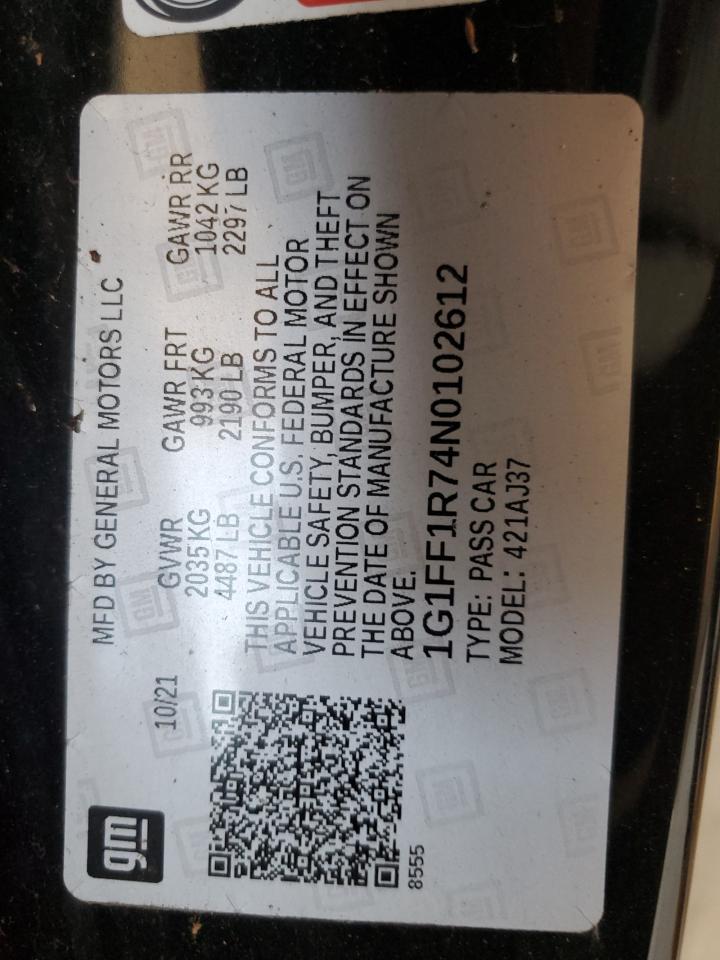 gm
MFD BY GENERAL MOTORS LLC
10/21
GVWR GAWR FRT GAWR RR
2035 KG 993 KG 1042 KG
4487 LB 2190 LB 2297 LB
THIS VEHICLE CONFORMS TO ALL
APPLICABLE U.S. FEDERAL MOTOR
VEHICLE SAFETY, BUMPER, AND THEFT
PREVENTION STANDARDS IN EFFECT ON
THE DATE OF MANUFACTURE SHOWN
ABOVE.
1G1FF1R74N0102612
TYPE: PASS CAR
MODEL: 421AJ37
8555